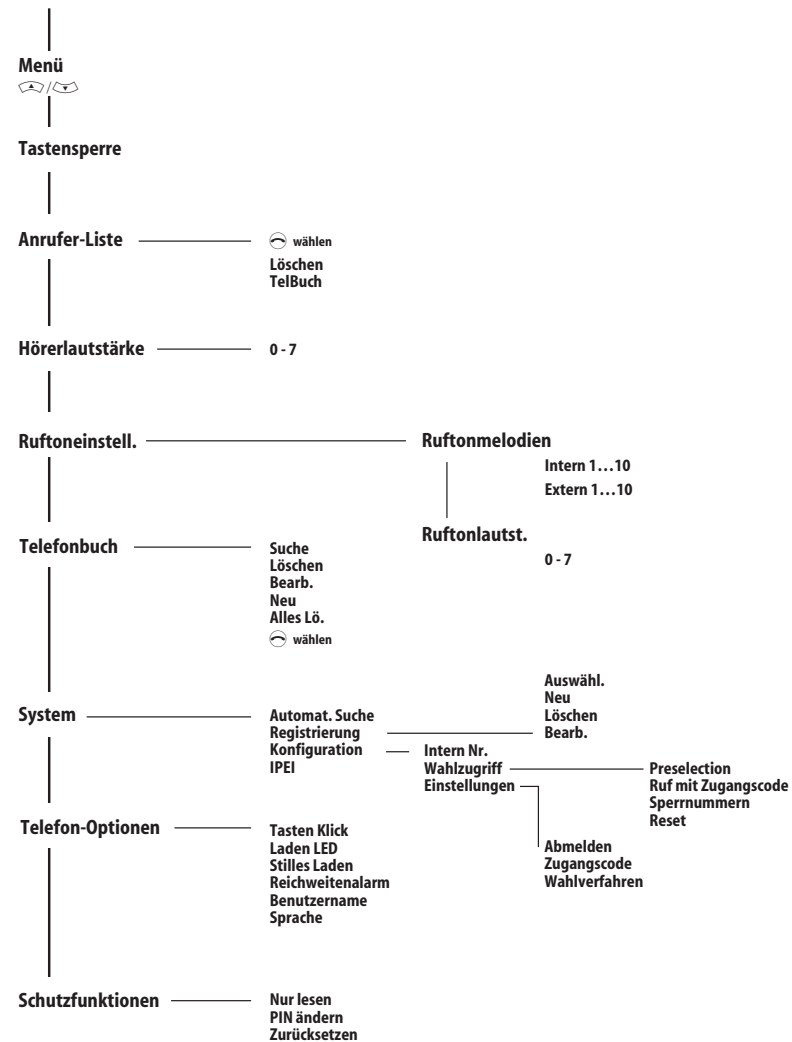 Menü
/
Tastensperre
Anrufer-Liste
wählen
Löschen
TelBuch
Hörerlautstärke
0 - 7
Ruftoneinstell.
Ruftonmelodien
Intern 1…10
Extern 1…10
Ruftonlautst.
0 - 7
Telefonbuch
Suche
Löschen
Bearb.
Neu
Alles Lö.
wählen
System
Automat. Suche
Registrierung
Konfiguration
IPEI
Auswähl.
Neu
Löschen
Bearb.
Intern Nr.
Wahlzugriff
Einstellungen
Preselection
Ruf mit Zugangscode
Sperrnummern
Reset
Abmelden
Zugangscode
Wahlverfahren
Telefon-Optionen
Tasten Klick
Laden LED
Stilles Laden
Reichweitenalarm
Benutzername
Sprache
Schutzfunktionen
Nur lesen
PIN ändern
Zurücksetzen